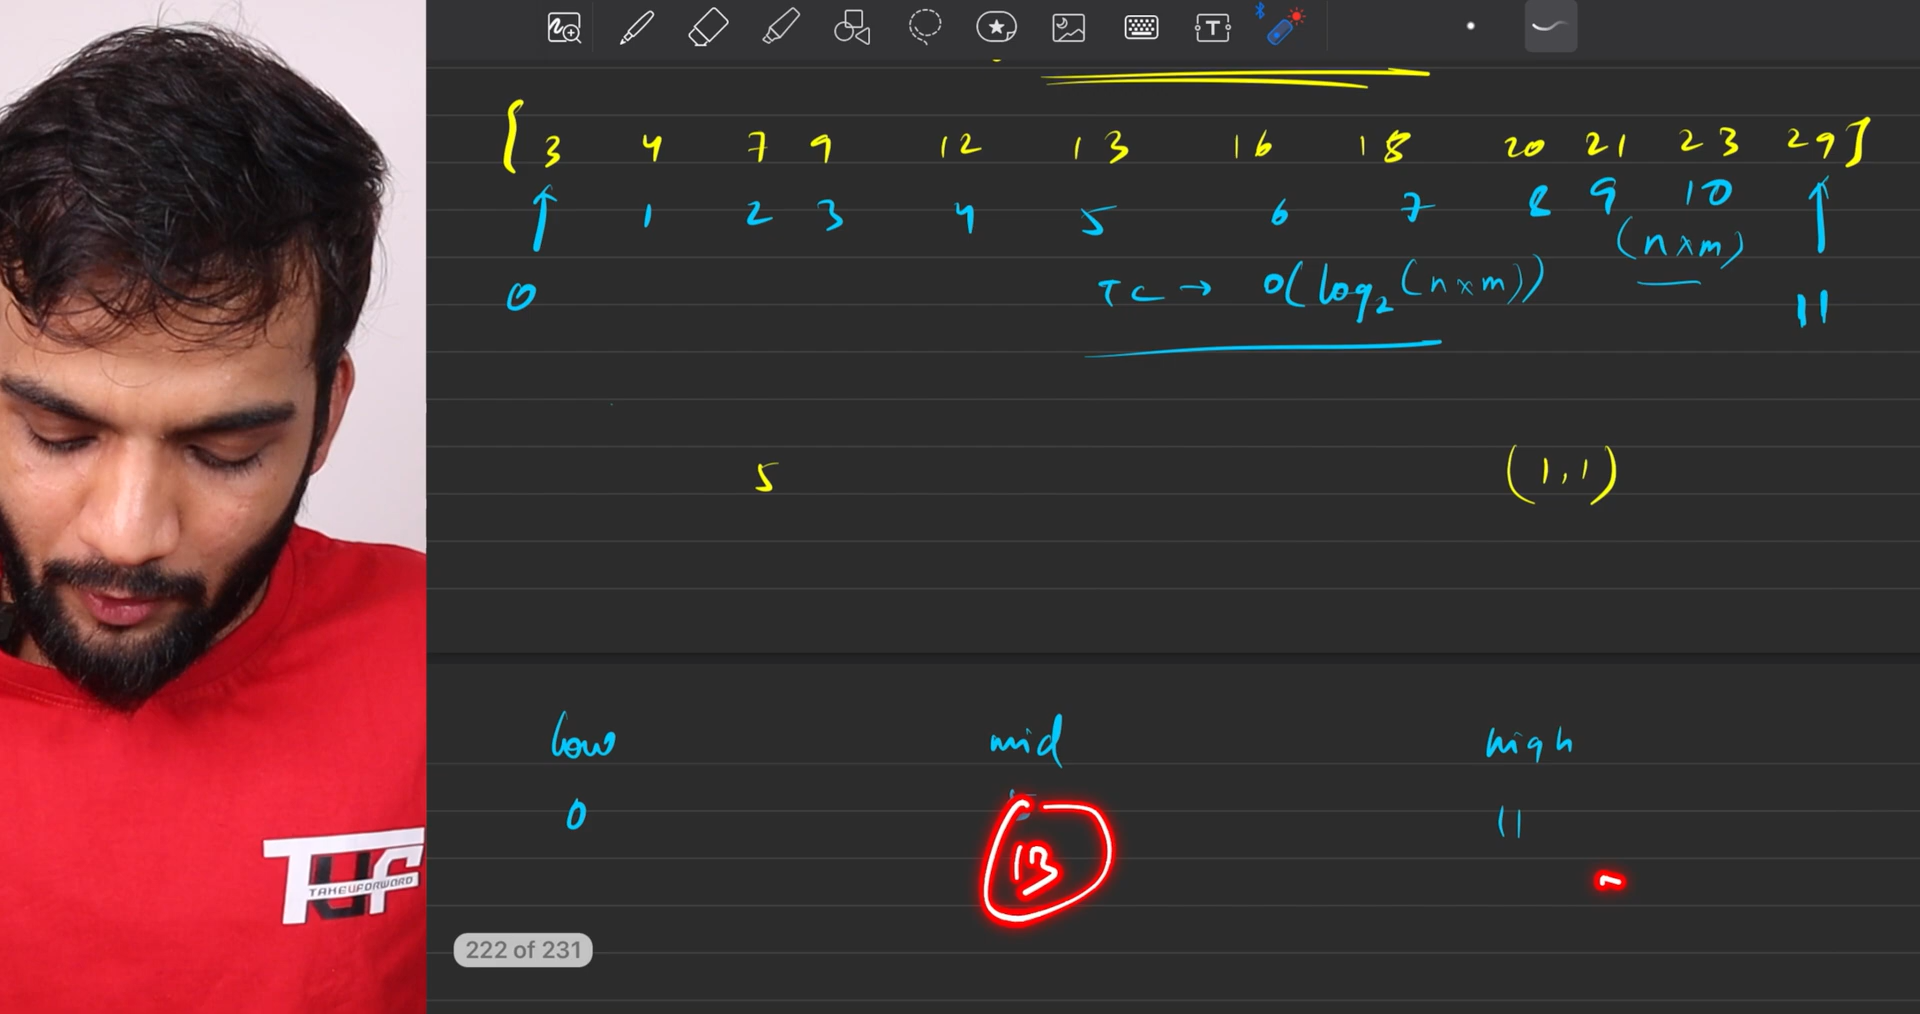 T
[ 3 4 7 9 12 13 16 18 20 21 23 29 ]
1 2 3 4 5 6 7 8 9 10
(n x m)
0 TC → O(log₂(n x m)) 11
5 (1,1)
low mid high
0 5 11
13
TUF
TAKEUFORWARD
222 of 231